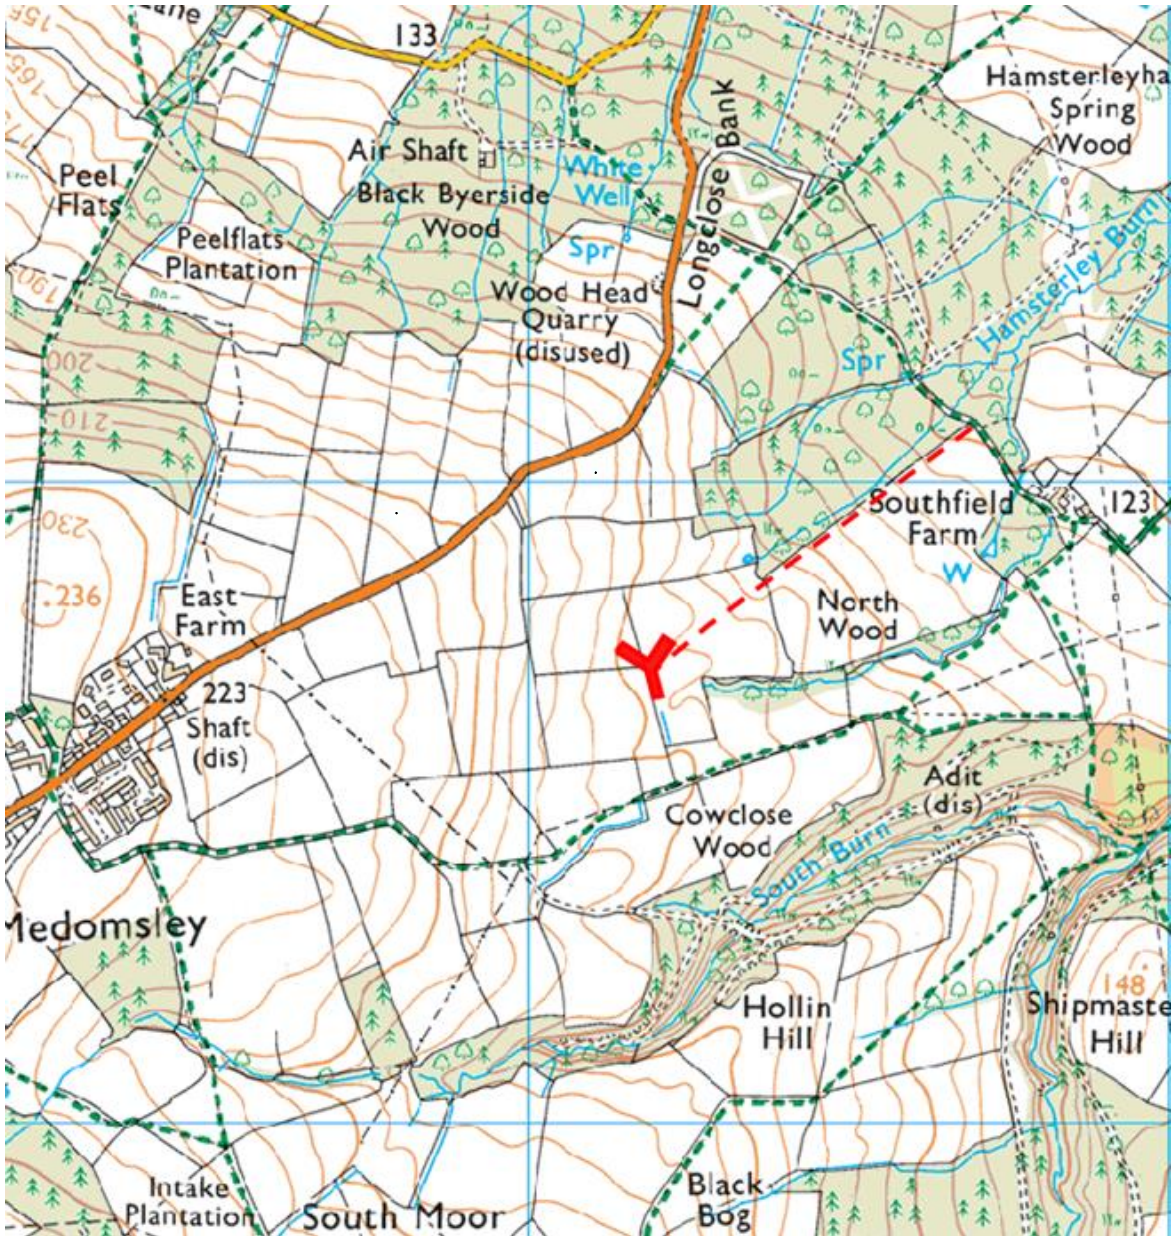 133
Hamsterleyha
Spring
Wood
Air Shaft
White
Well
Bank
Longclose
Peel
Flats
Black Byerside
Wood
Peelflats
Plantation
Spr
190
Burn
Hamsterley
Wood Head
Quarry
(disused)
200
Spr
210
Southfield
Farm
123
230
W
236
East
Farm
North
Wood
223
Shaft
(dis)
Adit
(dis)
Cowclose
Wood
South Burn
Medomsley
148
Hollin
Hill
Shipmaste
Hill
Intake
Plantation
South Moor
Black
Bog